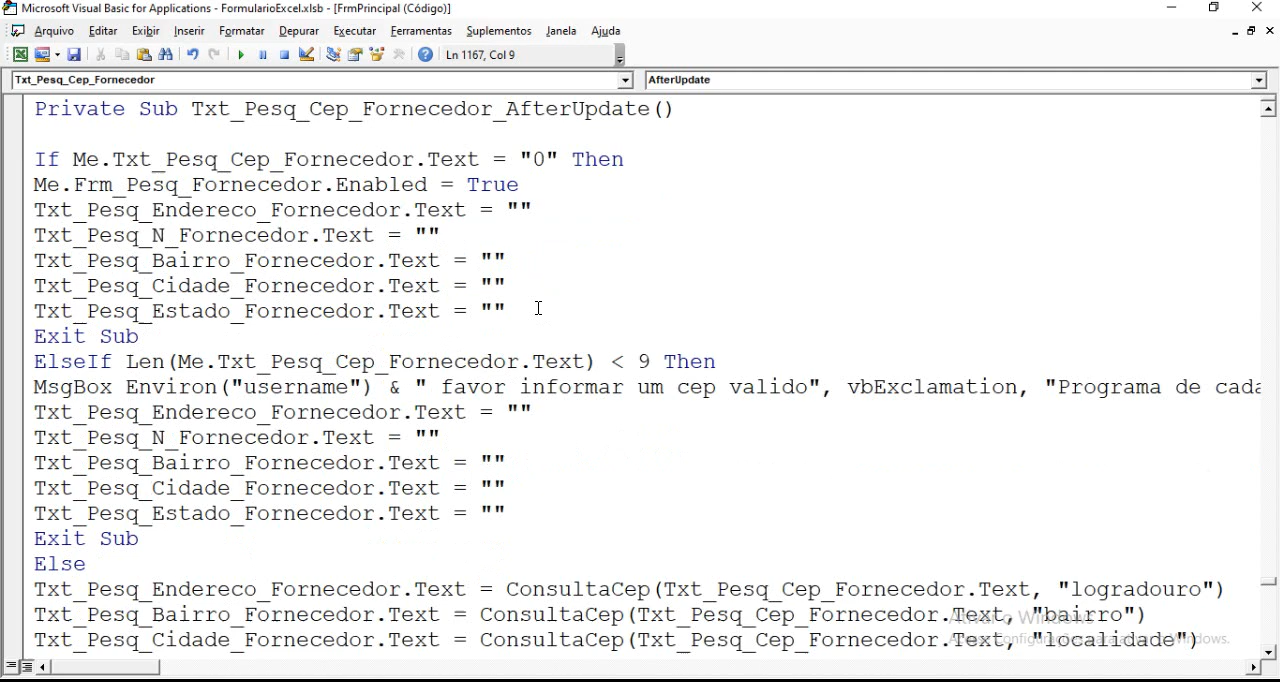 Microsoft Visual Basic for Applications - FormularioExcel.xlsb - [FrmPrincipal (Código)]
Arquivo Editar Exibir Inserir Formatar Depurar Executar Ferramentas Suplementos Janela Ajuda
Ln 1167, Col 9
Txt_Pesq_Cep_Fornecedor AfterUpdate
Private Sub Txt_Pesq_Cep_Fornecedor_AfterUpdate()
If Me.Txt_Pesq_Cep_Fornecedor.Text = "0" Then
Me.Frm_Pesq_Fornecedor.Enabled = True
Txt_Pesq_Endereco_Fornecedor.Text = ""
Txt_Pesq_N_Fornecedor.Text = ""
Txt_Pesq_Bairro_Fornecedor.Text = ""
Txt_Pesq_Cidade_Fornecedor.Text = ""
Txt_Pesq_Estado_Fornecedor.Text = ""
Exit Sub
ElseIf Len(Me.Txt_Pesq_Cep_Fornecedor.Text) < 9 Then
MsgBox Environ("username") & " favor informar um cep valido", vbExclamation, "Programa de cada
Txt_Pesq_Endereco_Fornecedor.Text = ""
Txt_Pesq_N_Fornecedor.Text = ""
Txt_Pesq_Bairro_Fornecedor.Text = ""
Txt_Pesq_Cidade_Fornecedor.Text = ""
Txt_Pesq_Estado_Fornecedor.Text = ""
Exit Sub
Else
Txt_Pesq_Endereco_Fornecedor.Text = ConsultaCep(Txt_Pesq_Cep_Fornecedor.Text, "logradouro")
Txt_Pesq_Bairro_Fornecedor.Text = ConsultaCep(Txt_Pesq_Cep_Fornecedor.Text, "bairro")
Txt_Pesq_Cidade_Fornecedor.Text = ConsultaCep(Txt_Pesq_Cep_Fornecedor.Text, "localidade")
Ativar o Windows